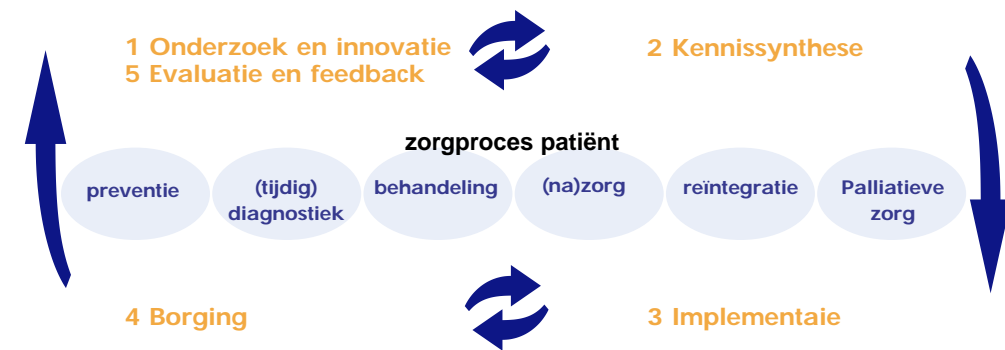 1 Onderzoek en innovatie
5 Evaluatie en feedback
2 Kennissynthese
zorgproces patiënt
preventie
(tijdig)
diagnostiek
behandeling
(na)zorg
reïntegratie
Palliatieve
zorg
4 Borging
3 Implementaie